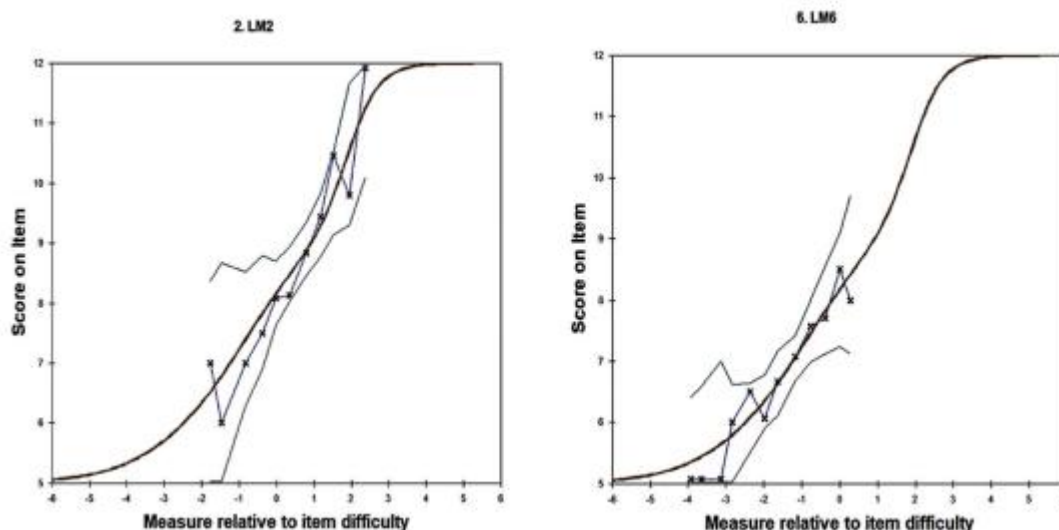 2. LM2
Score on Item
12
11
10
9
8
7
6
5
-6 -5 -4 -3 -2 -1 0 1 2 3 4 5 6
Measure relative to item difficulty
6. LM6
Score on Item
12
11
10
9
8
7
6
5
-6 -5 -4 -3 -2 -1 0 1 2 3 4 5
Measure relative to item difficulty